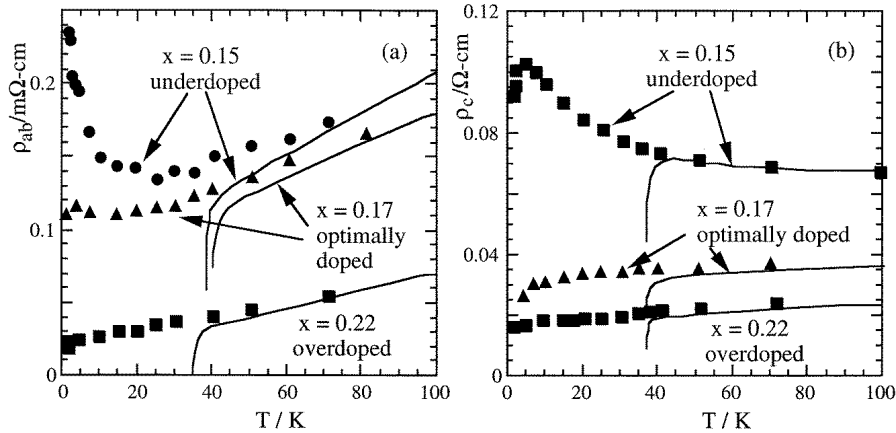 (a)
x = 0.15
underdoped
x = 0.17
optimally
doped
x = 0.22
overdoped
ρab/mΩ-cm
0.2
0.1
0
0 20 40 60 80 100
T / K
(b)
x = 0.15
underdoped
x = 0.17
optimally doped
x = 0.22
overdoped
ρc/Ω-cm
0.12
0.08
0.04
0
0 20 40 60 80 100
T / K